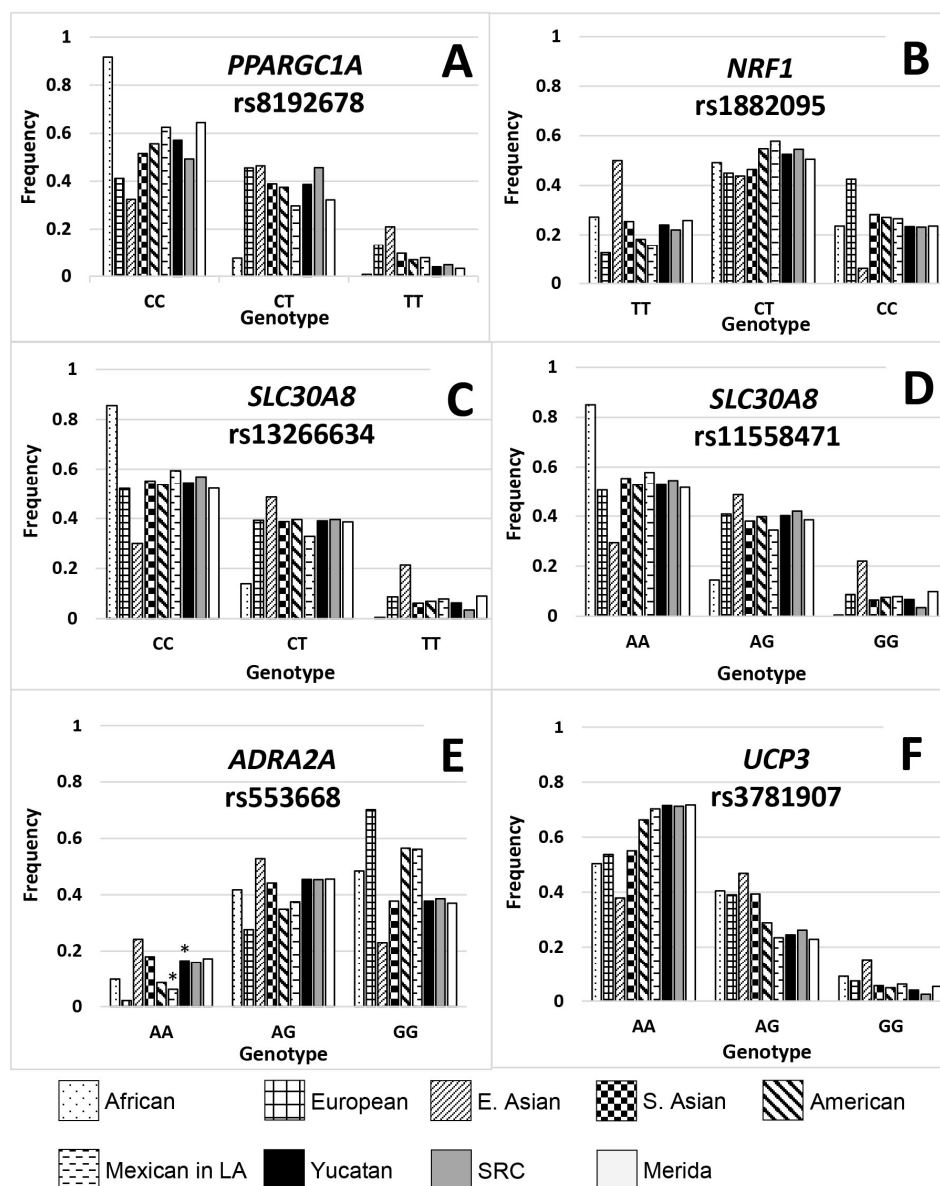 A
PPARGC1A
rs8192678
Frequency
1
0.8
0.6
0.4
0.2
0
CC CT TT
Genotype
B
NRF1
rs1882095
Frequency
1
0.8
0.6
0.4
0.2
0
TT CT CC
Genotype
C
SLC30A8
rs13266634
Frequency
1
0.8
0.6
0.4
0.2
0
CC CT TT
Genotype
D
SLC30A8
rs11558471
Frequency
1
0.8
0.6
0.4
0.2
0
AA AG GG
Genotype
E
ADRA2A
rs553668
Frequency
1
0.8
0.6
0.4
0.2
0
* *
AA AG GG
Genotype
F
UCP3
rs3781907
Frequency
1
0.8
0.6
0.4
0.2
0
AA AG GG
Genotype
African European E. Asian S. Asian American
Mexican in LA Yucatan SRC Merida